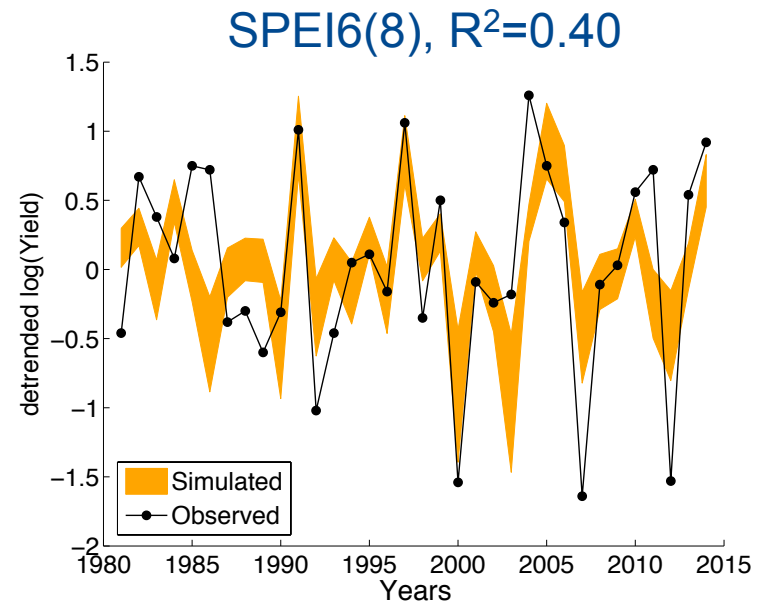 SPEI6(8), R²=0.40
1.5
1
0.5
0
−0.5
−1
−1.5
−2
detrended log(Yield)
Simulated
Observed
1980 1985 1990 1995 2000 2005 2010 2015
Years